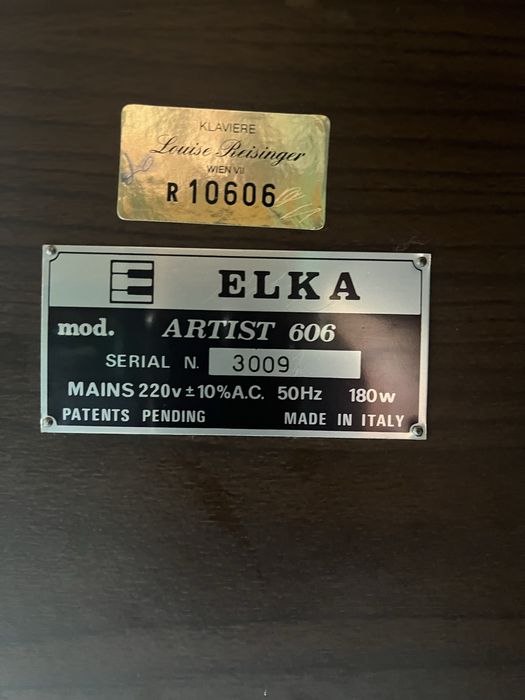 KLAVIERE
Louise Reisinger
WIEN VII
R 10606
ELKA
mod. ARTIST 606
SERIAL N. 3009
MAINS 220v ± 10% A.C. 50Hz 180w
PATENTS PENDING MADE IN ITALY